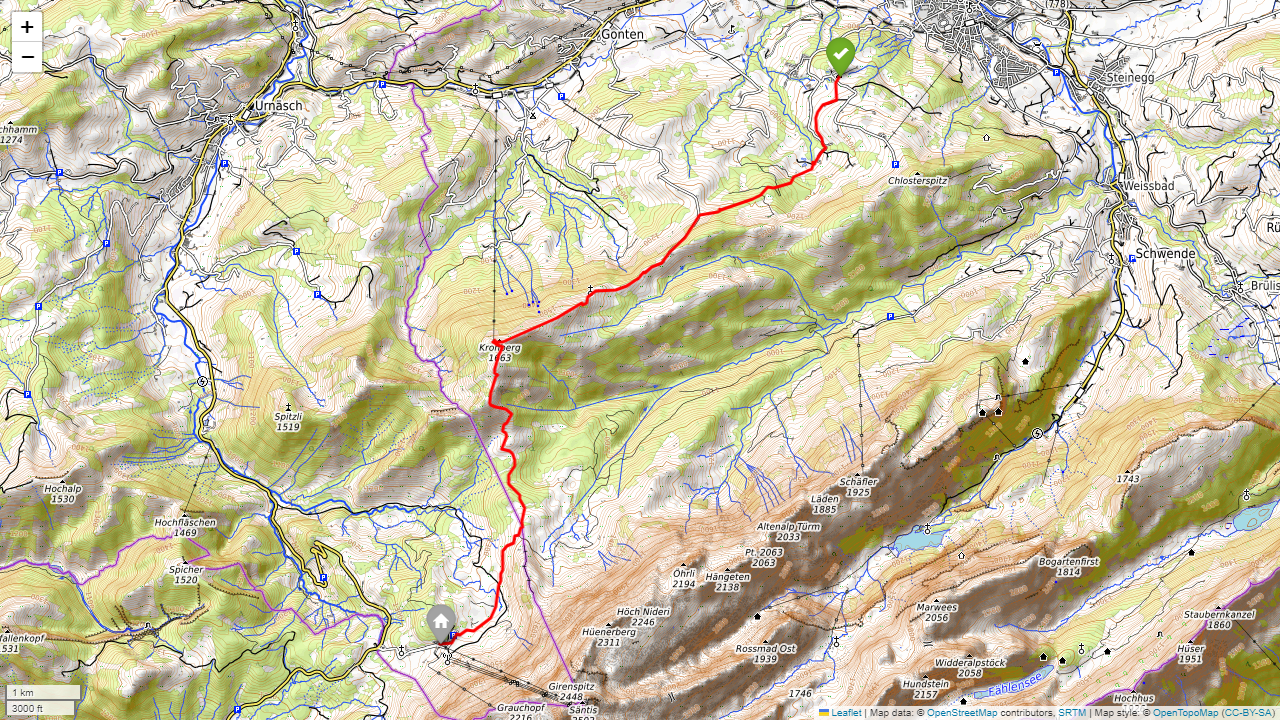 +
−
(778)
Gonten
Steinegg
Urnäsch
chhamm
1274
Chlosterspitz
Weissbad
Schwende
Brülis
Kronberg
1663
Spitzli
1519
Hochalp
1530
Hochfläschen
1469
Spicher
1520
fallenkopf
531
Schäfler
1925
Läden
1885
Altenalp Türm
2033
Pt. 2063
2063
Öhrli
2194
Hängeten
2138
Höch Nideri
2246
Hüenerberg
2311
Rossmad Ost
1939
Girenspitz
2448
Säntis
2502
Grauchopf
216
1746
1743
Bogartenfirst
1814
Marwees
2056
Widderalpstöck
2058
Hundstein
2157
Fählensee
Staubernkanzel
1860
Hüser
1951
Hochhus
1 km
3000 ft
Leaflet | Map data: © OpenStreetMap contributors, SRTM | Map style: © OpenTopoMap (CC-BY-SA)